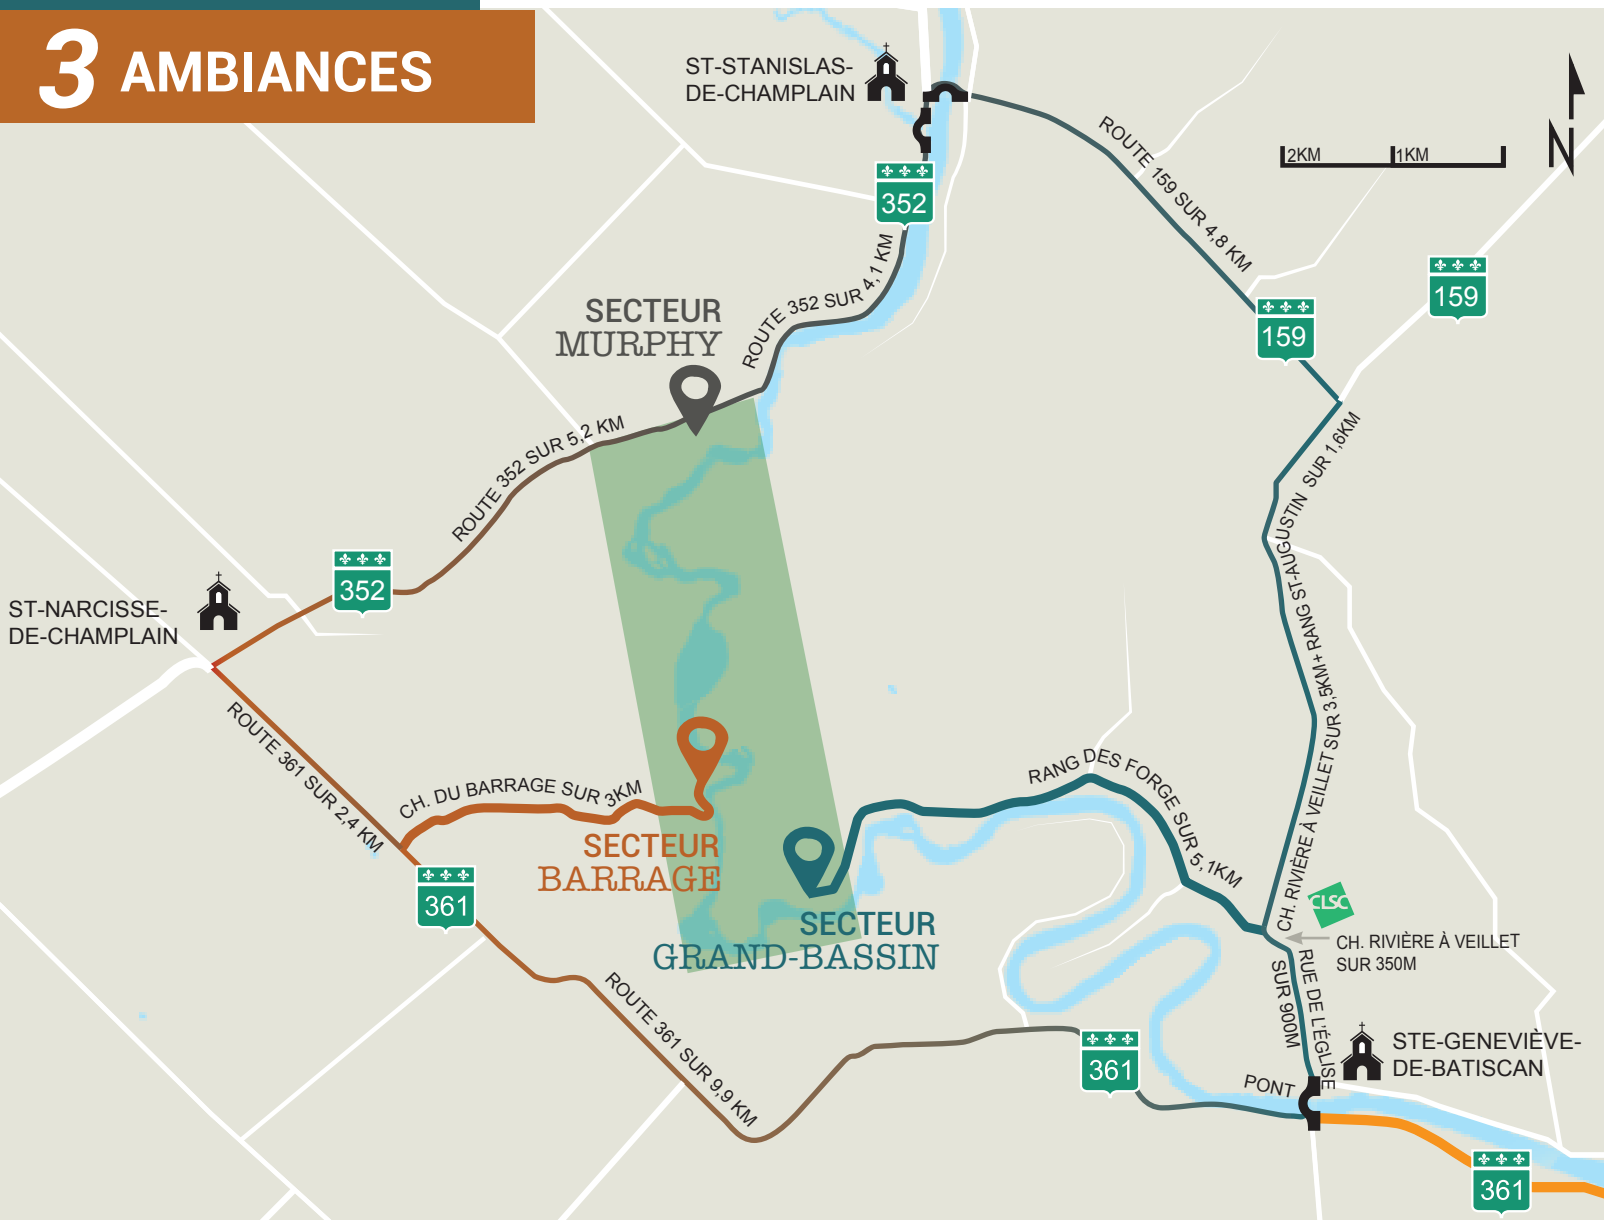 3 AMBIANCES
ST-STANISLAS-
DE-CHAMPLAIN
N
2KM
1KM
352
ROUTE 159 SUR 4,8 KM
159
159
SECTEUR
MURPHY
ROUTE 352 SUR 4,1 KM
ROUTE 352 SUR 5,2 KM
352
ST-NARCISSE-
DE-CHAMPLAIN
CH. RIVIÈRE À VEILLET SUR 3,5KM + RANG ST-AUGUSTIN SUR 1,6KM
ROUTE 361 SUR 2,4 KM
CH. DU BARRAGE SUR 3KM
SECTEUR
BARRAGE
RANG DES FORGE SUR 5,1KM
361
CLSC
SECTEUR
GRAND-BASSIN
CH. RIVIÈRE À VEILLET
SUR 350M
RUE DE L'ÉGLISE
SUR 900M
ROUTE 361 SUR 9,9 KM
361
STE-GENEVIÈVE-
DE-BATISCAN
PONT
361